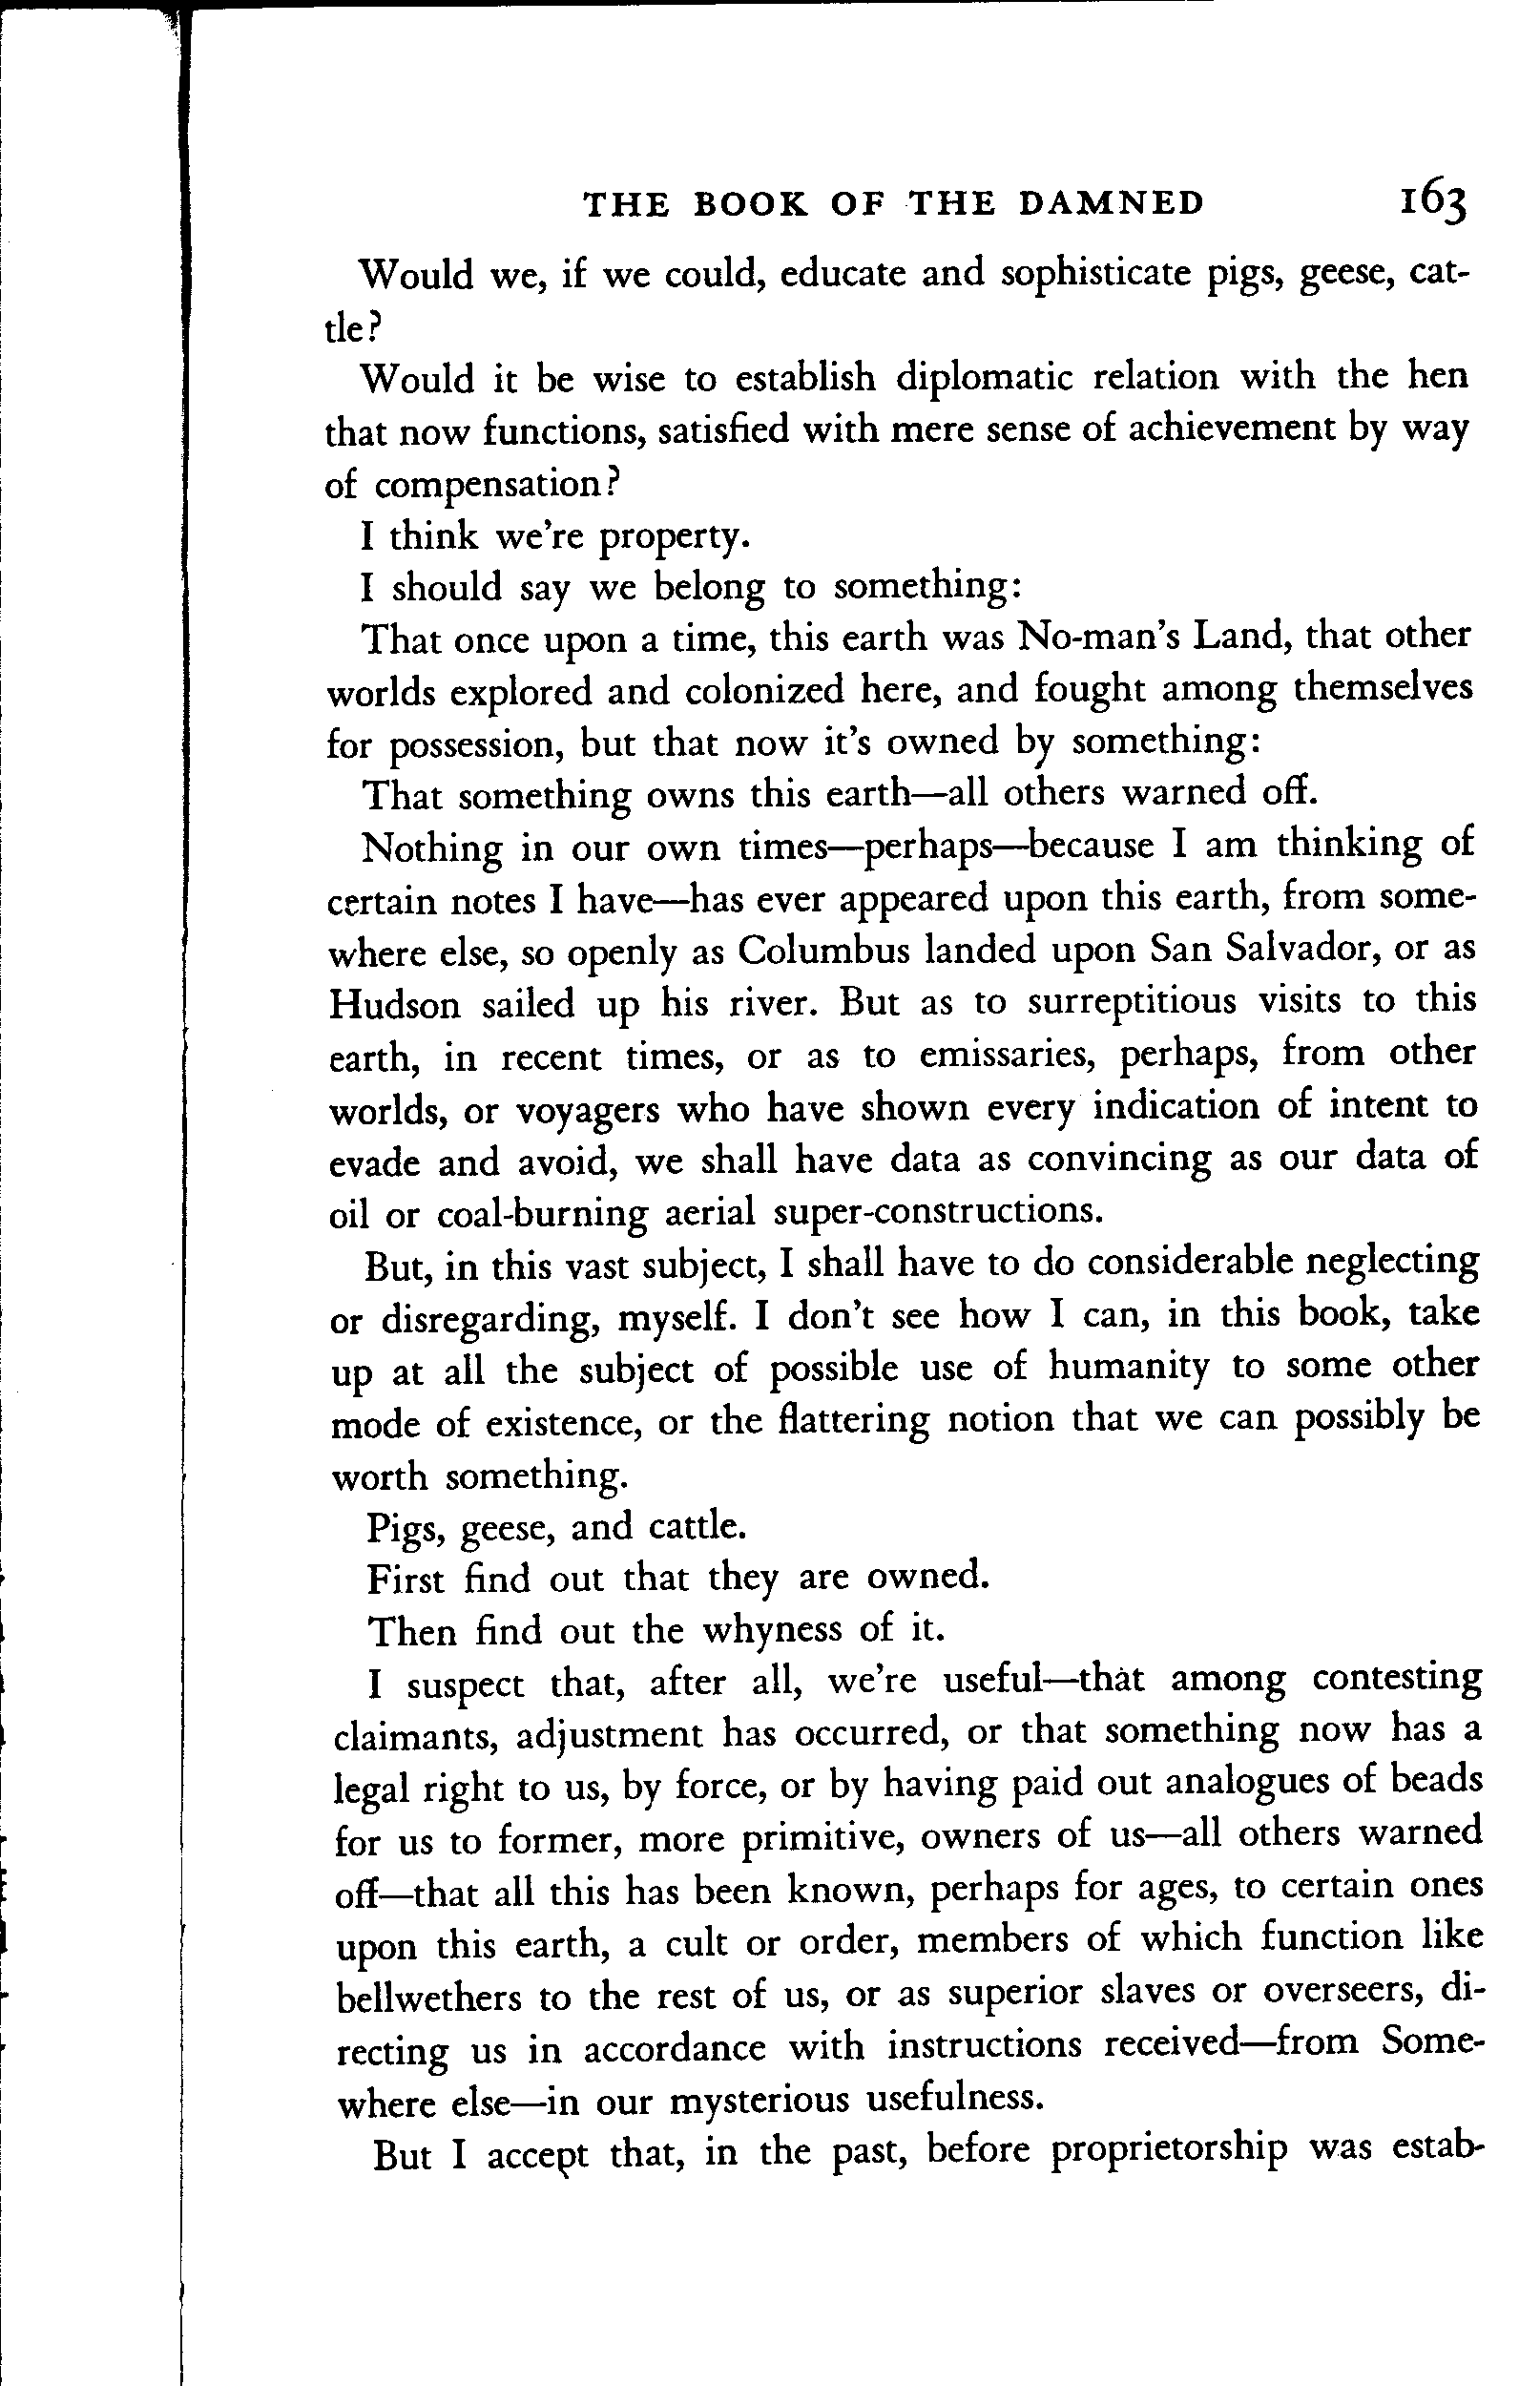 THE BOOK OF THE DAMNED 163
Would we, if we could, educate and sophisticate pigs, geese, cat-
tle?
Would it be wise to establish diplomatic relation with the hen
that now functions, satisfied with mere sense of achievement by way
of compensation?
I think we're property.
I should say we belong to something:
That once upon a time, this earth was No-man's Land, that other
worlds explored and colonized here, and fought among themselves
for possession, but that now it's owned by something:
That something owns this earth—all others warned off.
Nothing in our own times—perhaps—because I am thinking of
certain notes I have—has ever appeared upon this earth, from some-
where else, so openly as Columbus landed upon San Salvador, or as
Hudson sailed up his river. But as to surreptitious visits to this
earth, in recent times, or as to emissaries, perhaps, from other
worlds, or voyagers who have shown every indication of intent to
evade and avoid, we shall have data as convincing as our data of
oil or coal-burning aerial super-constructions.
But, in this vast subject, I shall have to do considerable neglecting
or disregarding, myself. I don't see how I can, in this book, take
up at all the subject of possible use of humanity to some other
mode of existence, or the flattering notion that we can possibly be
worth something.
Pigs, geese, and cattle.
First find out that they are owned.
Then find out the whyness of it.
I suspect that, after all, we're useful—that among contesting
claimants, adjustment has occurred, or that something now has a
legal right to us, by force, or by having paid out analogues of beads
for us to former, more primitive, owners of us—all others warned
off—that all this has been known, perhaps for ages, to certain ones
upon this earth, a cult or order, members of which function like
bellwethers to the rest of us, or as superior slaves or overseers, di-
recting us in accordance with instructions received—from Some-
where else—in our mysterious usefulness.
But I accept that, in the past, before proprietorship was estab-